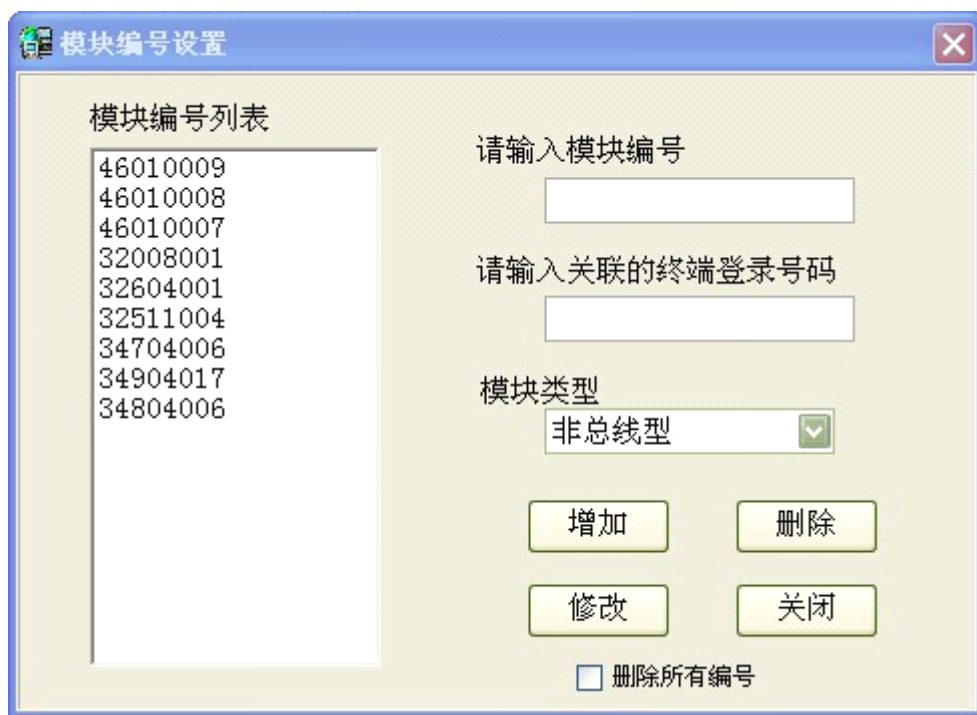 模块编号设置
模块编号列表
46010009
46010008
46010007
32008001
32604001
32511004
34704006
34904017
34804006
请输入模块编号
请输入关联的终端登录号码
模块类型
非总线型
增加
删除
修改
关闭
删除所有编号